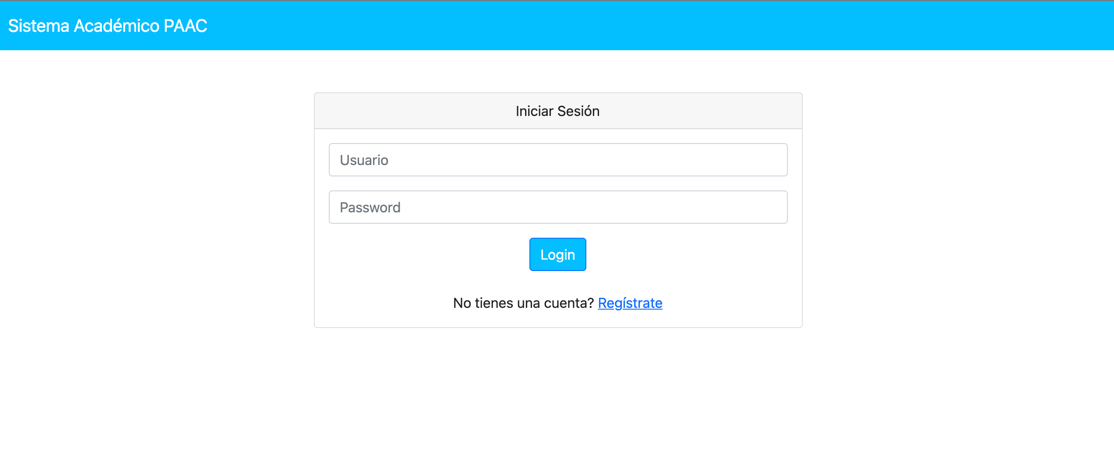 Sistema Académico PAAC
Iniciar Sesión
Usuario
Password
Login
No tienes una cuenta? Regístrate